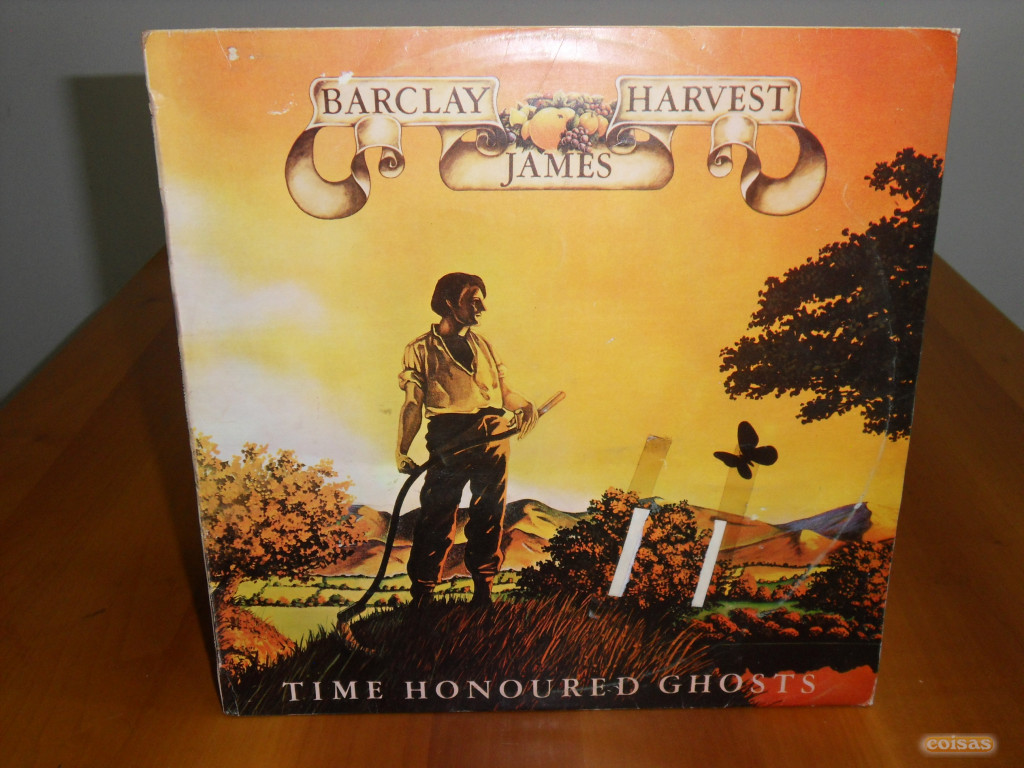 BARCLAY HARVEST
JAMES
TIME HONOURED GHOSTS
coisas